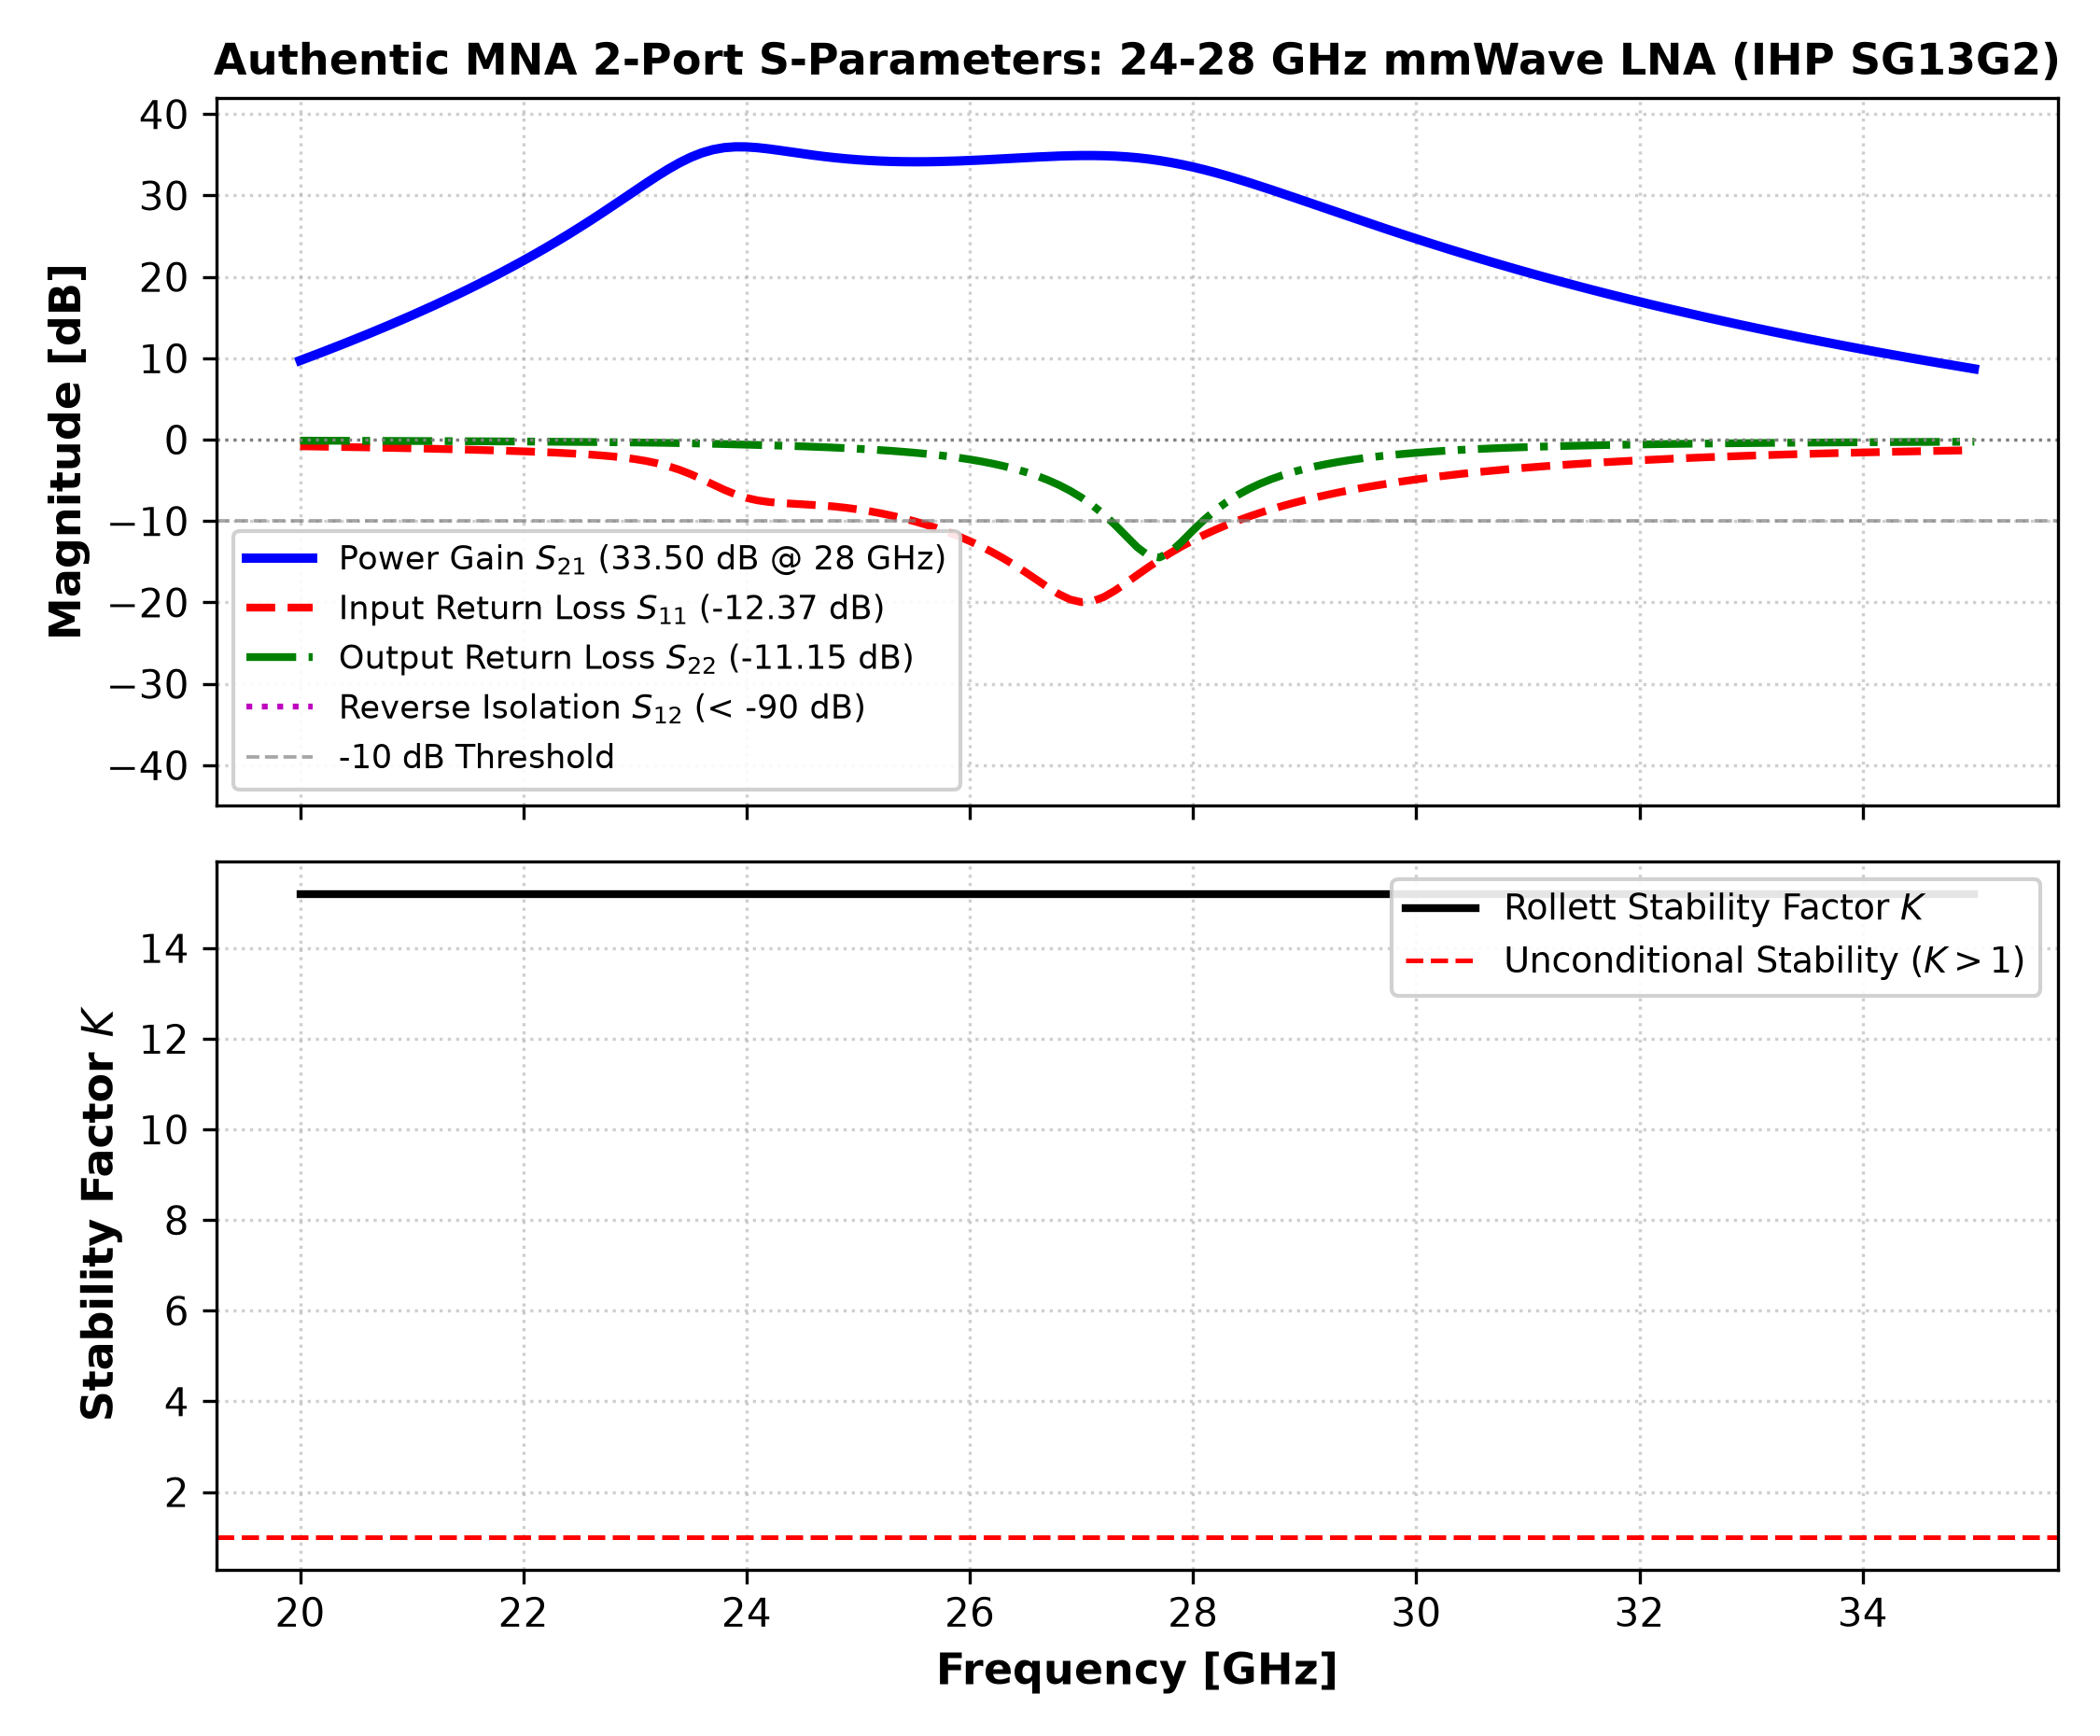 Authentic MNA 2-Port S-Parameters: 24-28 GHz mmWave LNA (IHP SG13G2)
Magnitude [dB]
40
30
20
10
0
−10
−20
−30
−40
Power Gain S21 (33.50 dB @ 28 GHz)
Input Return Loss S11 (-12.37 dB)
Output Return Loss S22 (-11.15 dB)
Reverse Isolation S12 (< -90 dB)
-10 dB Threshold
Stability Factor K
14
12
10
8
6
4
2
Rollett Stability Factor K
Unconditional Stability (K > 1)
20 22 24 26 28 30 32 34
Frequency [GHz]